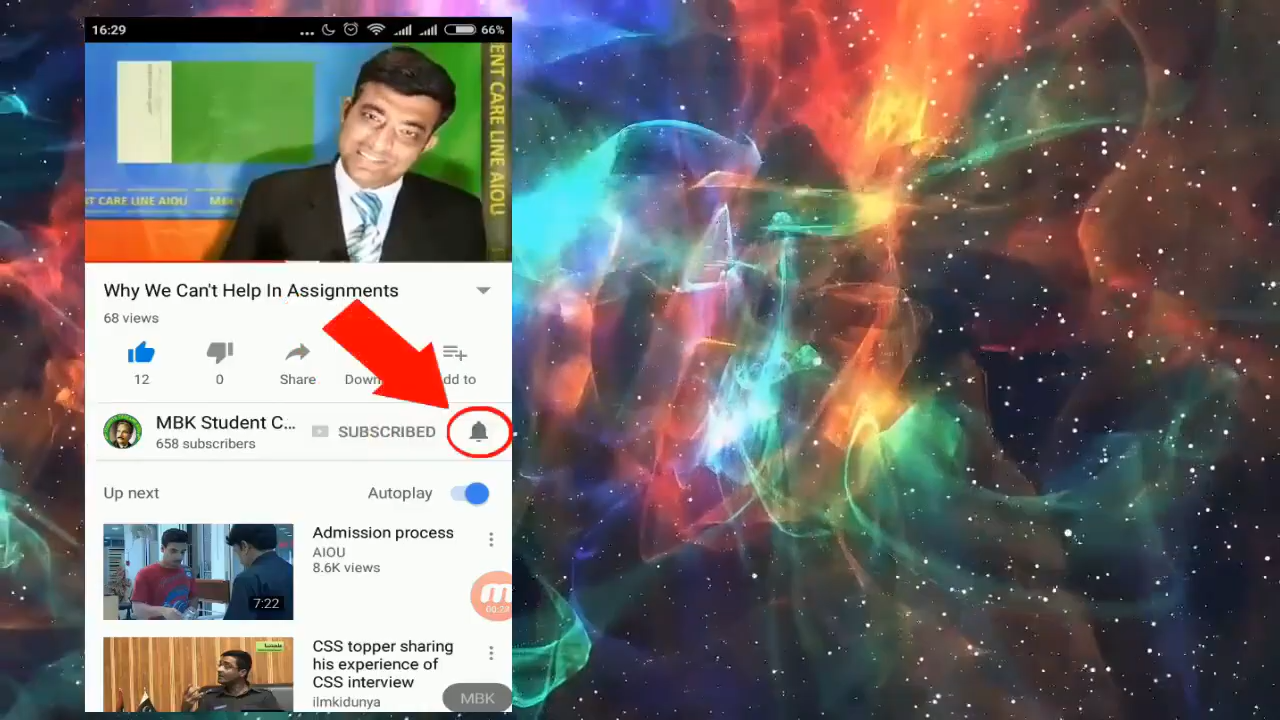 16:29
66%
ENT CARE LINE AIOU
T CARE LINE AIOU
Why We Can't Help In Assignments
68 views
12
0
Share
Down
dd to
MBK Student C...
658 subscribers
SUBSCRIBED
Up next
Autoplay
Admission process
AIOU
8.6K views
7:22
CSS topper sharing
his experience of
CSS interview
ilmkidunya
MBK